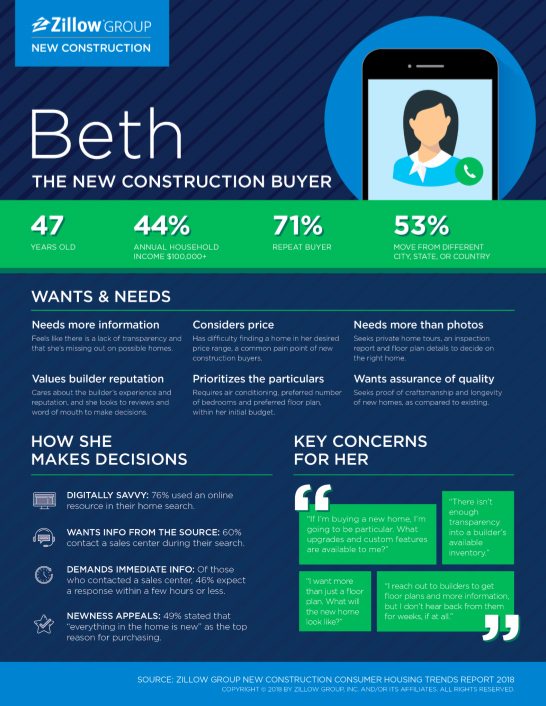 Zillow GROUP
NEW CONSTRUCTION
Beth
THE NEW CONSTRUCTION BUYER
47
YEARS OLD
44%
ANNUAL HOUSEHOLD
INCOME $100,000+
71%
REPEAT BUYER
53%
MOVE FROM DIFFERENT
CITY, STATE, OR COUNTRY
WANTS & NEEDS
Needs more information
Feels like there is a lack of transparency and
that she's missing out on possible homes.
Considers price
Has difficulty finding a home in her desired
price range, a common pain point of new
construction buyers.
Needs more than photos
Seeks private home tours, an inspection
report and floor plan details to decide on
the right home.
Values builder reputation
Cares about the builder's experience and
reputation, and she looks to reviews and
word of mouth to make decisions.
Prioritizes the particulars
Requires air conditioning, preferred number
of bedrooms and preferred floor plan,
within her initial budget.
Wants assurance of quality
Seeks proof of craftsmanship and longevity
of new homes, as compared to existing.
HOW SHE
MAKES DECISIONS
DIGITALLY SAVVY: 76% used an online
resource in their home search.
WANTS INFO FROM THE SOURCE: 60%
contact a sales center during their search.
DEMANDS IMMEDIATE INFO: Of those
who contacted a sales center, 46% expect
a response within a few hours or less.
NEWNESS APPEALS: 49% stated that
"everything in the home is new" as the top
reason for purchasing.
KEY CONCERNS
FOR HER
"If I'm buying a new home, I'm
going to be particular. What
upgrades and custom features
are available to me?"
"There isn't
enough
transparency
into a builder's
available
inventory."
"I want more
than just a floor
plan. What will
the new home
look like?"
"I reach out to builders to get
floor plans and more information,
but I don't hear back from them
for weeks, if at all."
SOURCE: ZILLOW GROUP NEW CONSTRUCTION CONSUMER HOUSING TRENDS REPORT 2018
COPYRIGHT © 2018 BY ZILLOW GROUP, INC. AND/OR ITS AFFILIATES. ALL RIGHTS RESERVED.